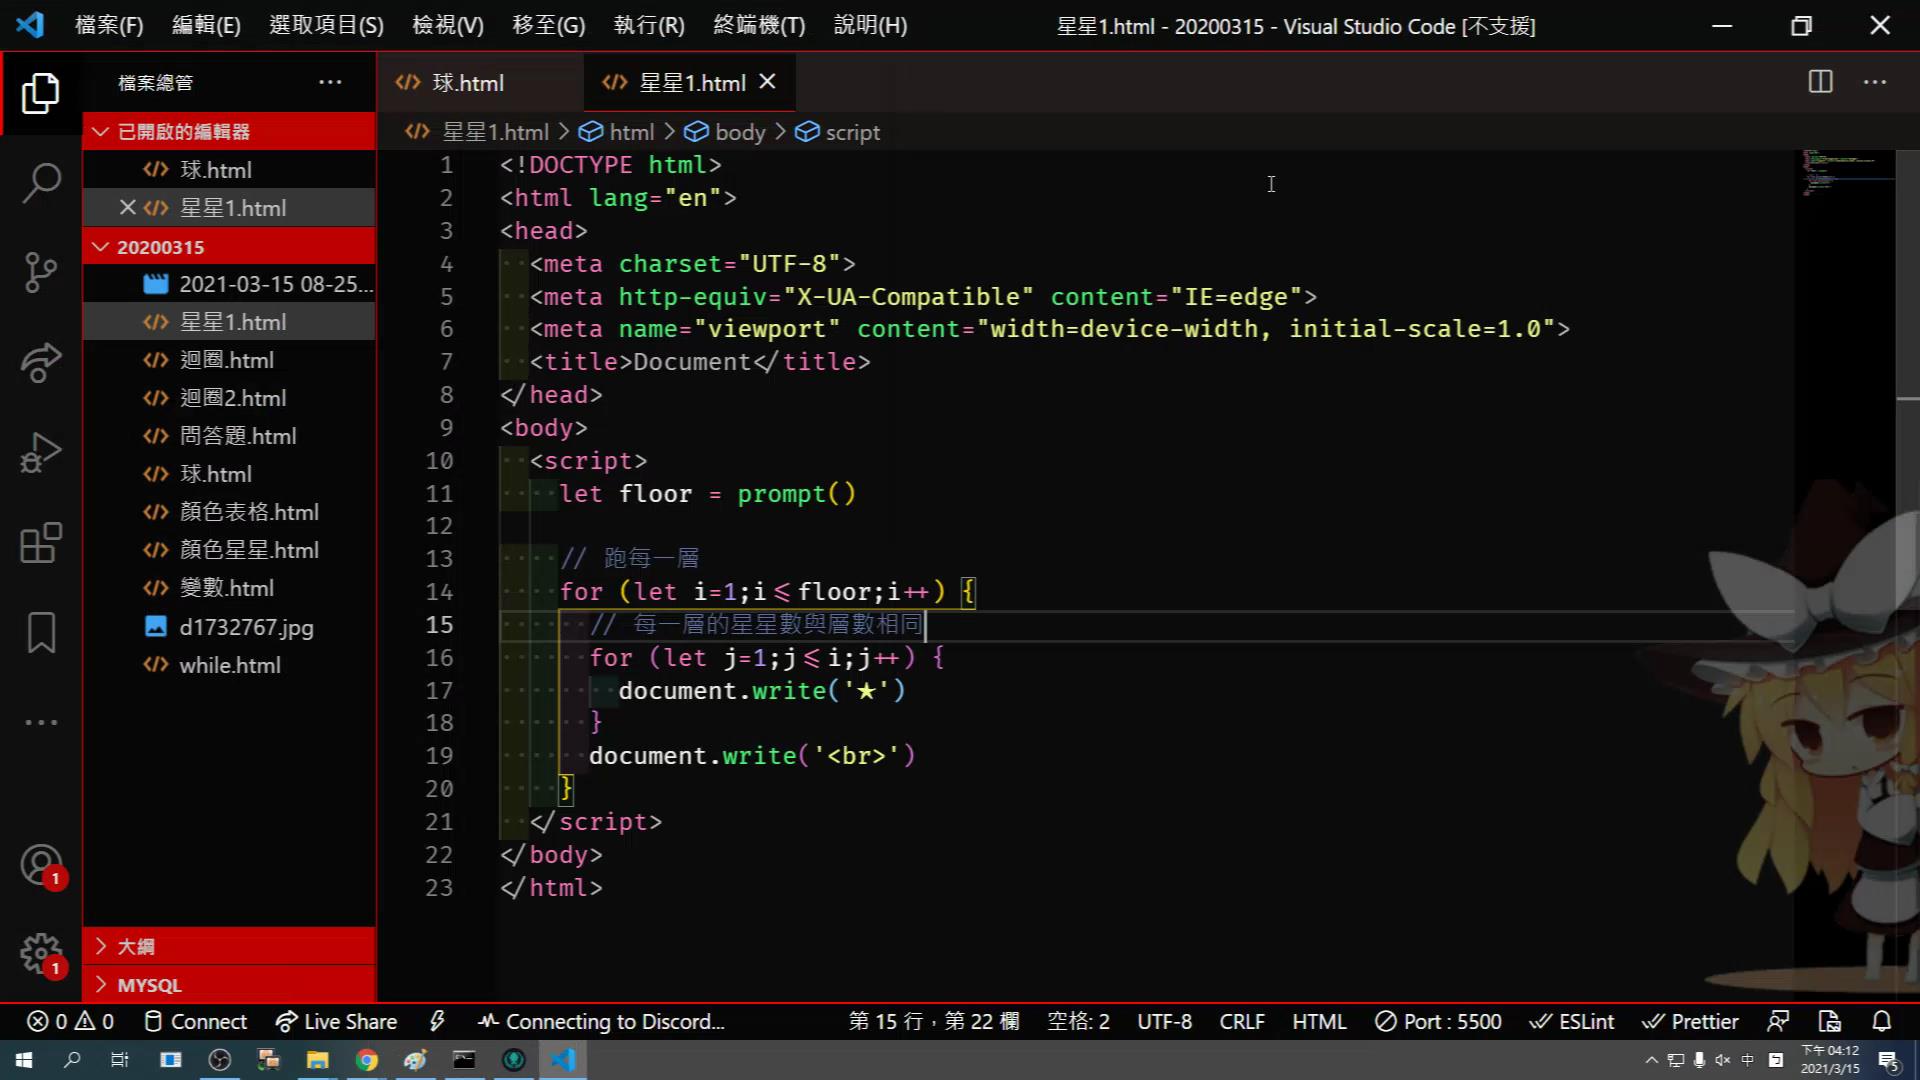 檔案(F) 編輯(E) 選取項目(S) 檢視(V) 移至(G) 執行(R) 終端機(T) 說明(H) 星星1.html - 20200315 - Visual Studio Code [不支援]
檔案總管
球.html 星星1.html
星星1.html > html > body > script
已開啟的編輯器
球.html
星星1.html
20200315
2021-03-15 08-25...
星星1.html
迴圈.html
迴圈2.html
問答題.html
球.html
顏色表格.html
顏色星星.html
變數.html
d1732767.jpg
while.html
大綱
MYSQL
1
1
1 <!DOCTYPE html>
2 <html lang="en">
3 <head>
4 <meta charset="UTF-8">
5 <meta http-equiv="X-UA-Compatible" content="IE=edge">
6 <meta name="viewport" content="width=device-width, initial-scale=1.0">
7 <title>Document</title>
8 </head>
9 <body>
10 <script>
11 let floor = prompt()
12
13 // 跑每一層
14 for (let i=1;i<=floor;i++) {
15 // 每一層的星星數與層數相同
16 for (let j=1;j<=i;j++) {
17 document.write('★')
18 }
19 document.write('<br>')
20 }
21 </script>
22 </body>
23 </html>
0 0 Connect Live Share Connecting to Discord... 第 15 行，第 22 欄 空格: 2 UTF-8 CRLF HTML Port : 5500 ESLint Prettier
中 下午 04:12
2021/3/15
5